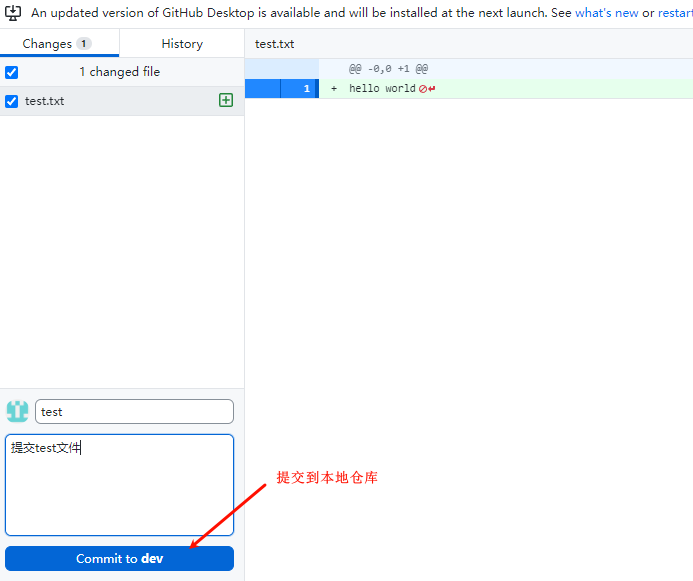 An updated version of GitHub Desktop is available and will be installed at the next launch. See what's new or restart
Changes 1 History
test.txt
1 changed file
@@ -0,0 +1 @@
test.txt
1 + hello world
test
提交test文件
提交到本地仓库
Commit to dev